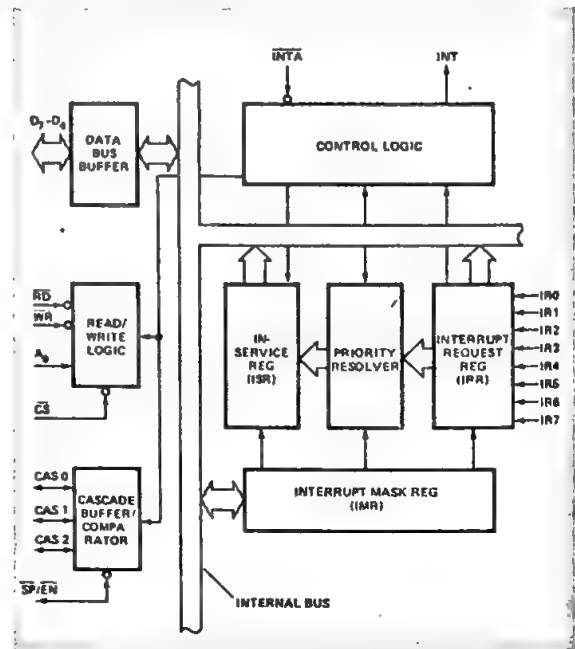 INTA INT
D7-D0
DATA
BUS
BUFFER
CONTROL LOGIC
RD
WR
A0
CS
READ/
WRITE
LOGIC
IN-
SERVICE
REG
(ISR)
PRIORITY
RESOLVER
INTERRUPT
REQUEST
REG
(IRR)
IR0
IR1
IR2
IR3
IR4
IR5
IR6
IR7
CAS 0
CAS 1
CAS 2
CASCADE
BUFFER/
COMPA
RATOR
SP/EN
INTERRUPT MASK REG
(IMR)
INTERNAL BUS